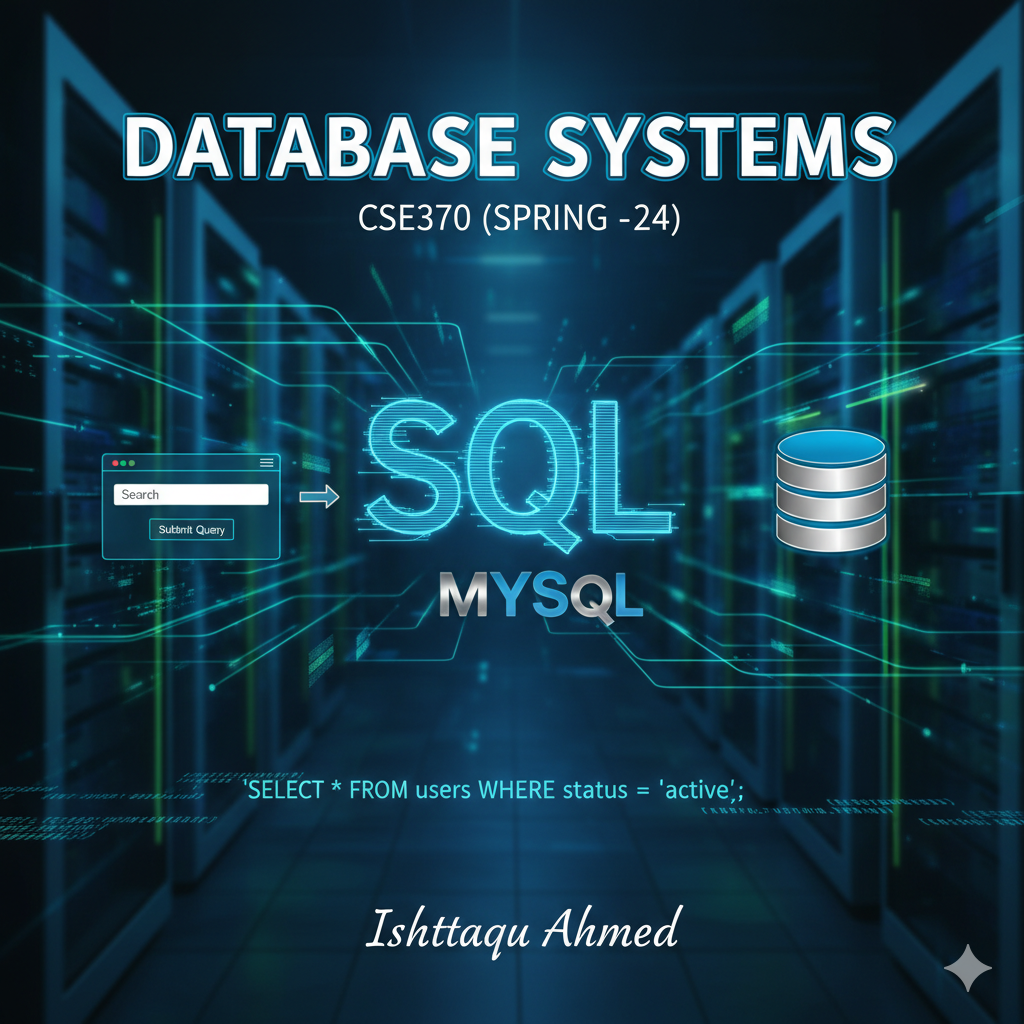 DATABASE SYSTEMS
CSE370 (SPRING -24)
SQL
Search
Submit Query
MYSQL
'SELECT * FROM users WHERE status = 'active';
Ishttaqu Ahmed